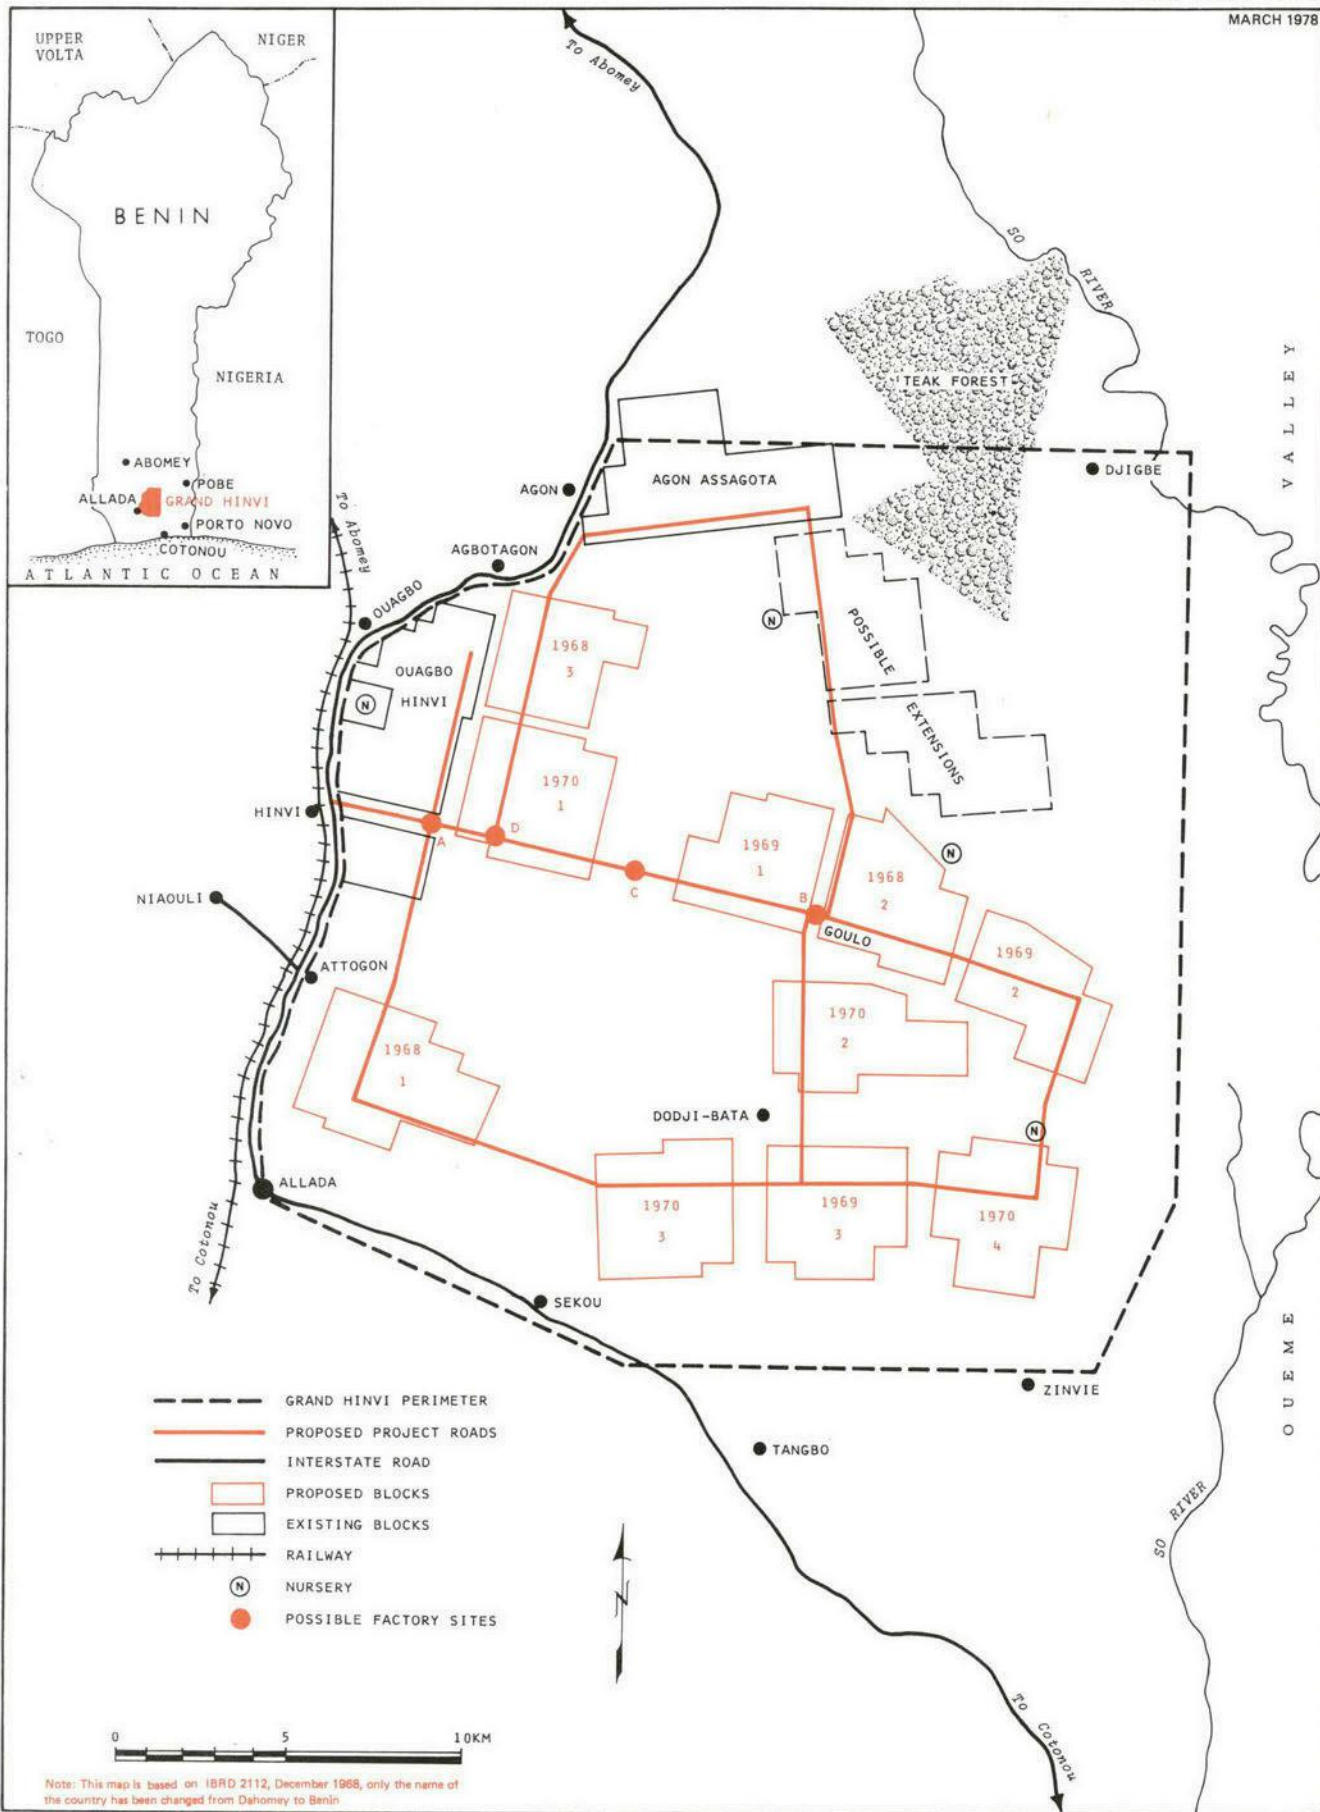 MARCH 1978
UPPER
VOLTA
NIGER
BENIN
TOGO
NIGERIA
ABOMEY
POBE
ALLADA
GRAND HINVI
PORTO NOVO
COTONOU
ATLANTIC OCEAN
To Abomey
To Abomey
SO RIVER
TEAK FOREST
VALLEY
DJIGBE
AGON
AGON ASSAGOTA
AGBOTAGON
OUAGBO
POSSIBLE
EXTENSIONS
N
1968
3
OUAGBO
HINVI
N
1970
1
HINVI
A
D
C
1969
1
B
GOULO
1968
2
N
NIAOULI
ATTOGON
1969
2
1970
2
1968
1
DODJI-BATA
N
ALLADA
1970
3
1969
3
1970
4
To Cotonou
SEKOU
OUEME
ZINVIE
TANGBO
SO RIVER
To Cotonou
GRAND HINVI PERIMETER
PROPOSED PROJECT ROADS
INTERSTATE ROAD
PROPOSED BLOCKS
EXISTING BLOCKS
RAILWAY
N NURSERY
POSSIBLE FACTORY SITES
N
0 5 10KM
Note: This map is based on IBRD 2112, December 1968, only the name of
the country has been changed from Dahomey to Benin